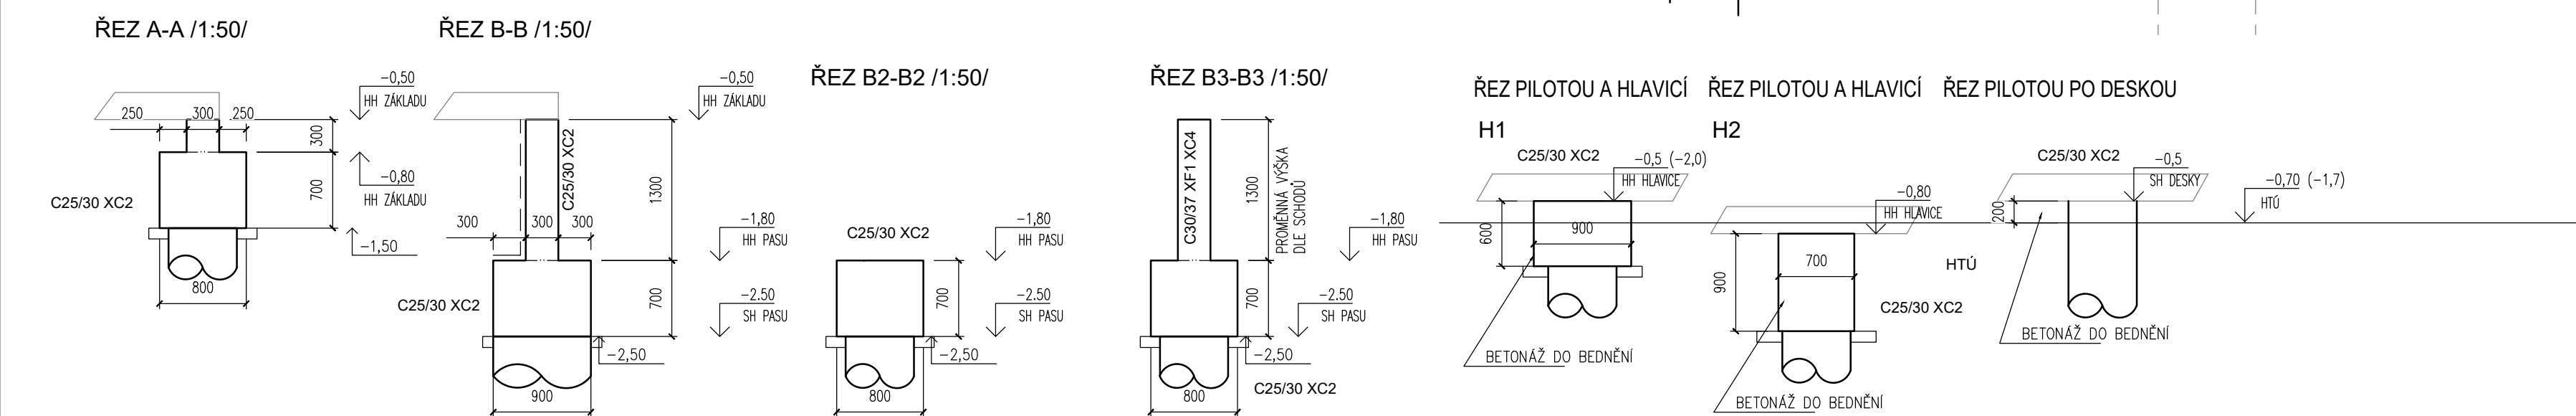 ŘEZ A-A /1:50/
-0,50
HH ZÁKLADU
250
300
250
300
700
-0,80
HH ZÁKLADU
C25/30 XC2
-1,50
800
ŘEZ B-B /1:50/
-0,50
HH ZÁKLADU
C25/30 XC2
1300
300
300
300
-1,80
HH PASU
700
C25/30 XC2
-2.50
SH PASU
-2,50
900
ŘEZ B2-B2 /1:50/
C25/30 XC2
-1,80
HH PASU
700
-2.50
SH PASU
-2,50
800
ŘEZ B3-B3 /1:50/
C30/37 XF1 XC4
1300
PROMĚNNÁ VÝŠKA
DLE SCHODŮ
-1,80
HH PASU
700
-2.50
SH PASU
-2,50
C25/30 XC2
800
ŘEZ PILOTOU A HLAVICÍ
H1
C25/30 XC2
-0,5 (-2,0)
HH HLAVICE
600
900
BETONÁŽ DO BEDNĚNÍ
ŘEZ PILOTOU A HLAVICÍ
H2
-0,80
HH HLAVICE
900
700
C25/30 XC2
BETONÁŽ DO BEDNĚNÍ
ŘEZ PILOTOU PO DESKOU
C25/30 XC2
-0,5
SH DESKY
-0,70 (-1,7)
HTÚ
200
HTÚ
BETONÁŽ DO BEDNĚNÍ